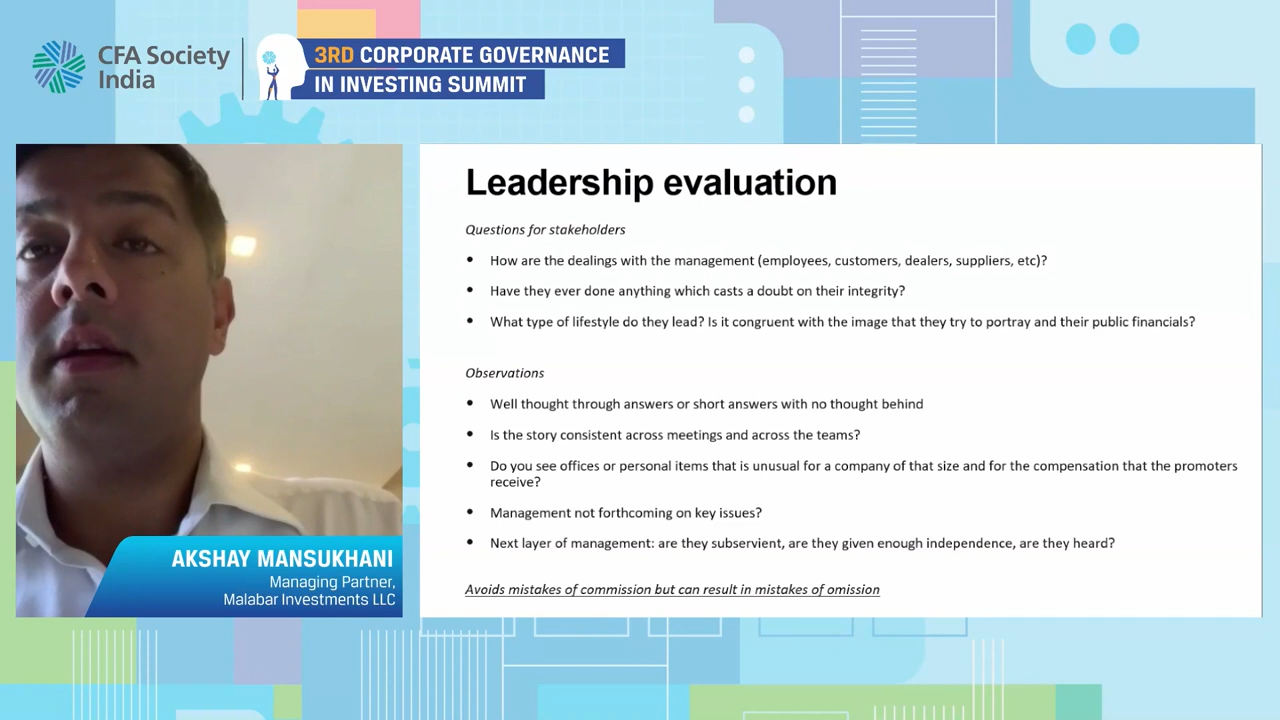 CFA Society
India
3RD CORPORATE GOVERNANCE
IN INVESTING SUMMIT
Leadership evaluation
Questions for stakeholders
• How are the dealings with the management (employees, customers, dealers, suppliers, etc)?
• Have they ever done anything which casts a doubt on their integrity?
• What type of lifestyle do they lead? Is it congruent with the image that they try to portray and their public financials?
Observations
• Well thought through answers or short answers with no thought behind
• Is the story consistent across meetings and across the teams?
• Do you see offices or personal items that is unusual for a company of that size and for the compensation that the promoters
receive?
• Management not forthcoming on key issues?
• Next layer of management: are they subservient, are they given enough independence, are they heard?
Avoids mistakes of commission but can result in mistakes of omission
AKSHAY MANSUKHANI
Managing Partner,
Malabar Investments LLC